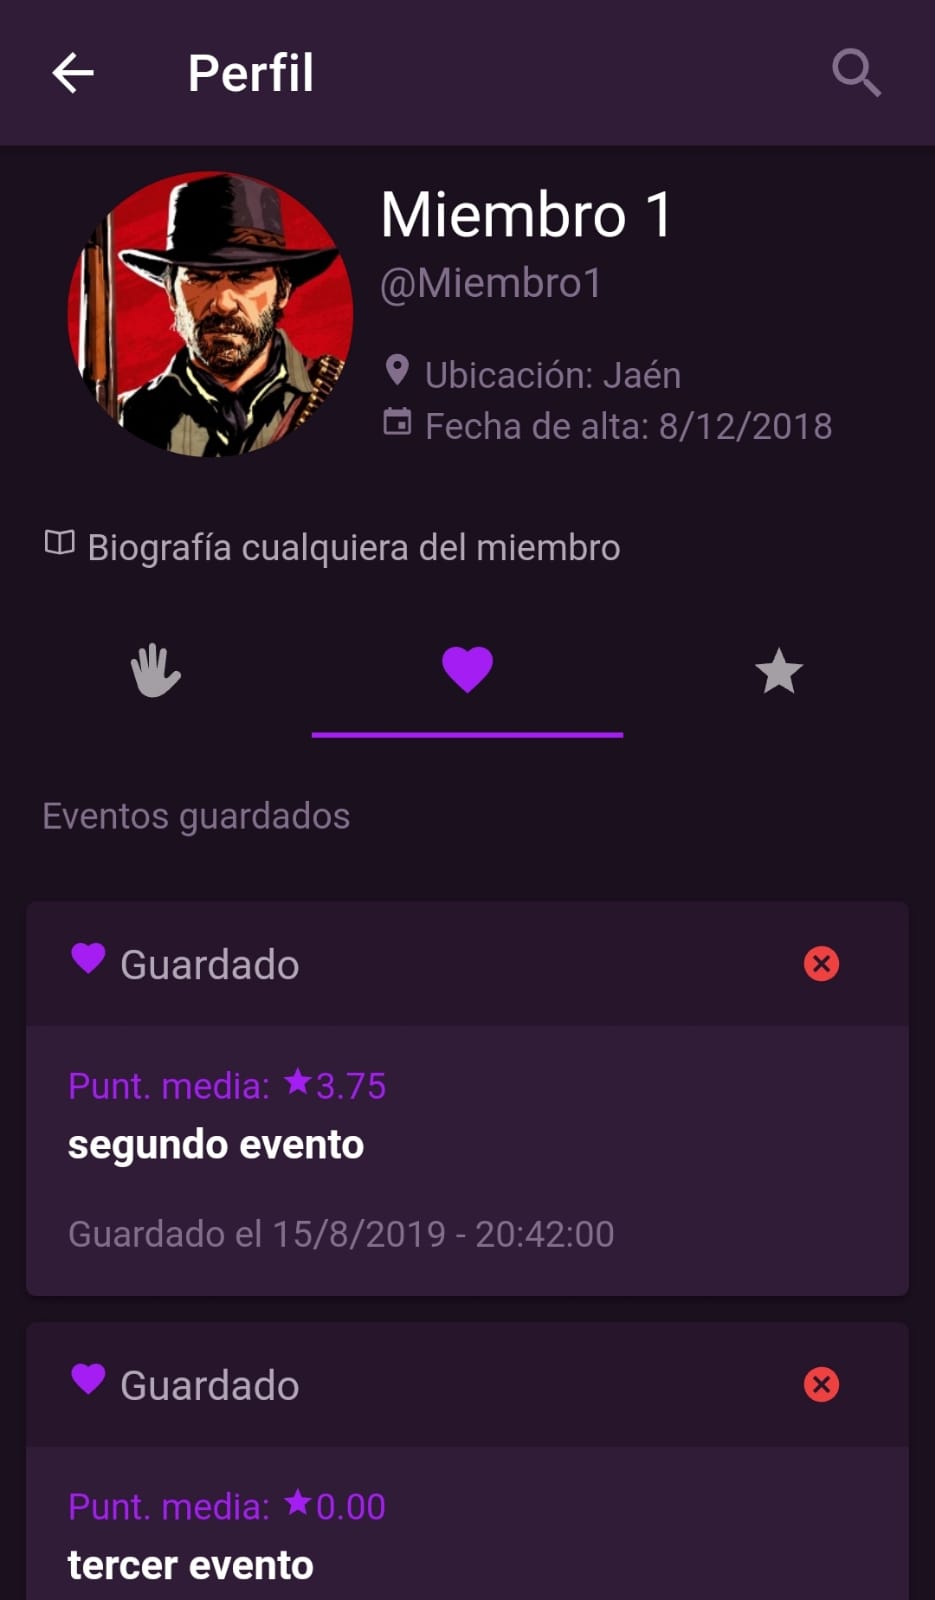 Perfil
Miembro 1
@Miembro1
Ubicación: Jaén
Fecha de alta: 8/12/2018
Biografía cualquiera del miembro
Eventos guardados
Guardado
Punt. media: ★3.75
segundo evento
Guardado el 15/8/2019 - 20:42:00
Guardado
Punt. media: ★0.00
tercer evento